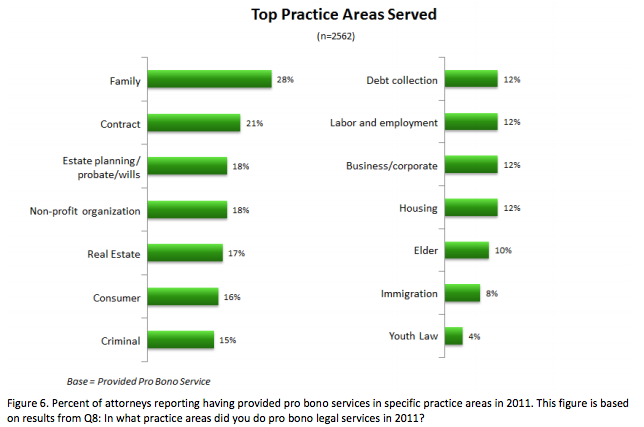 Top Practice Areas Served
(n=2562)
Family 28%
Contract 21%
Estate planning/
probate/wills 18%
Non-profit organization 18%
Real Estate 17%
Consumer 16%
Criminal 15%
Debt collection 12%
Labor and employment 12%
Business/corporate 12%
Housing 12%
Elder 10%
Immigration 8%
Youth Law 4%
Base = Provided Pro Bono Service
Figure 6. Percent of attorneys reporting having provided pro bono services in specific practice areas in 2011. This figure is based
on results from Q8: In what practice areas did you do pro bono legal services in 2011?